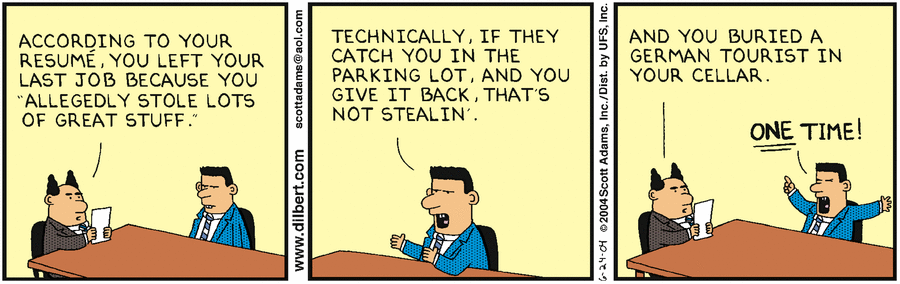 ACCORDING TO YOUR
RESUMÉ, YOU LEFT YOUR
LAST JOB BECAUSE YOU
"ALLEGEDLY STOLE LOTS
OF GREAT STUFF."
www.dilbert.com
scottadams@aol.com
TECHNICALLY, IF THEY
CATCH YOU IN THE
PARKING LOT, AND YOU
GIVE IT BACK, THAT'S
NOT STEALIN'.
6-24-04 ©2004 Scott Adams, Inc./Dist. by UFS, Inc.
AND YOU BURIED A
GERMAN TOURIST IN
YOUR CELLAR.
ONE TIME!